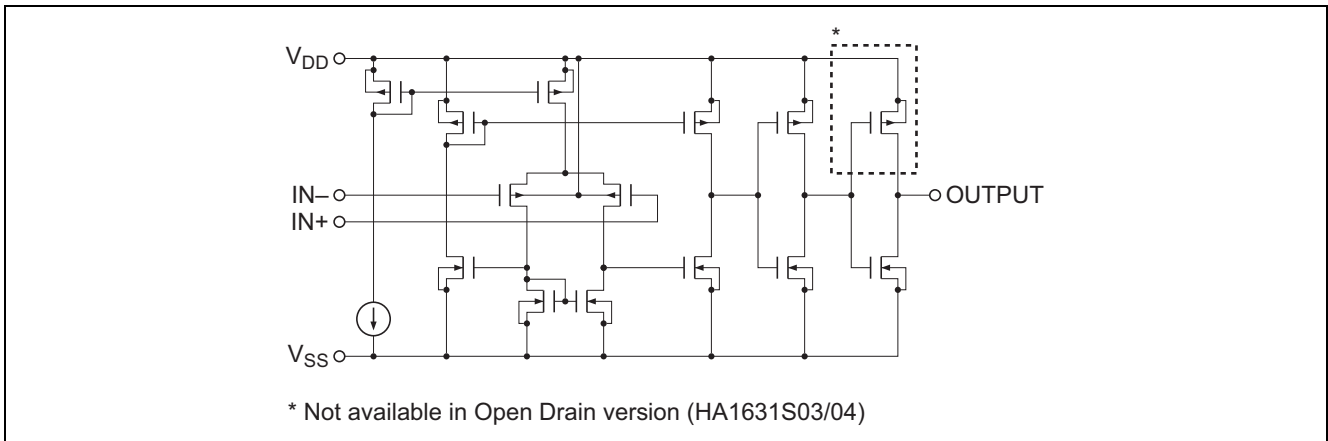 *
VDD
IN–
IN+
OUTPUT
VSS
* Not available in Open Drain version (HA1631S03/04)